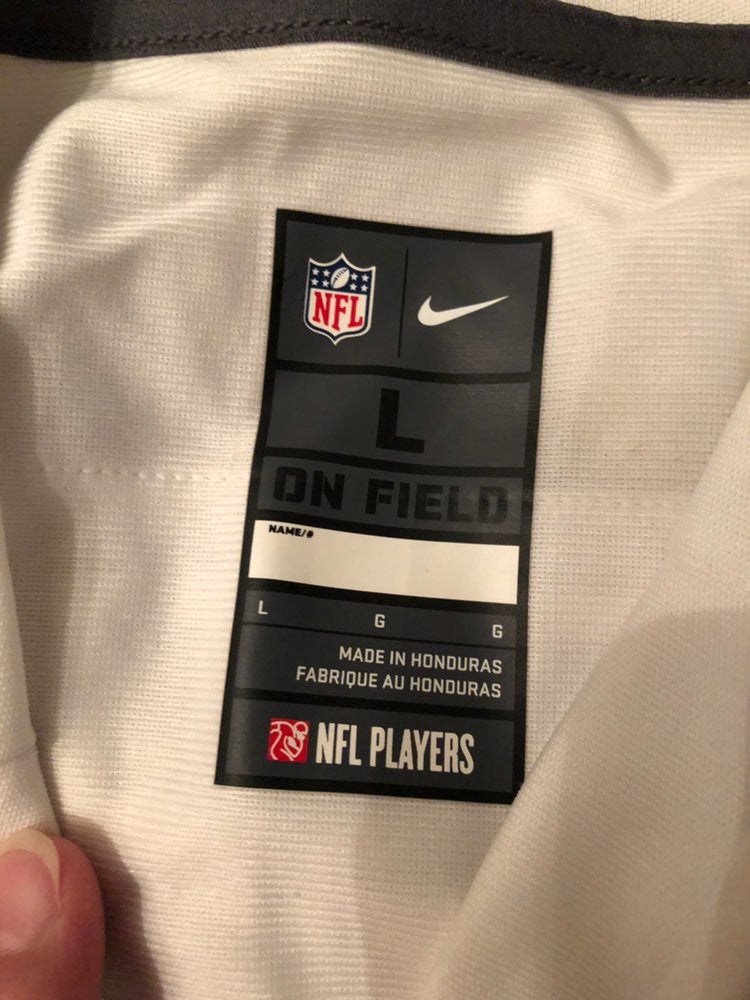 NFL
L
ON FIELD
NAME/#
L G G
MADE IN HONDURAS
FABRIQUE AU HONDURAS
NFL PLAYERS